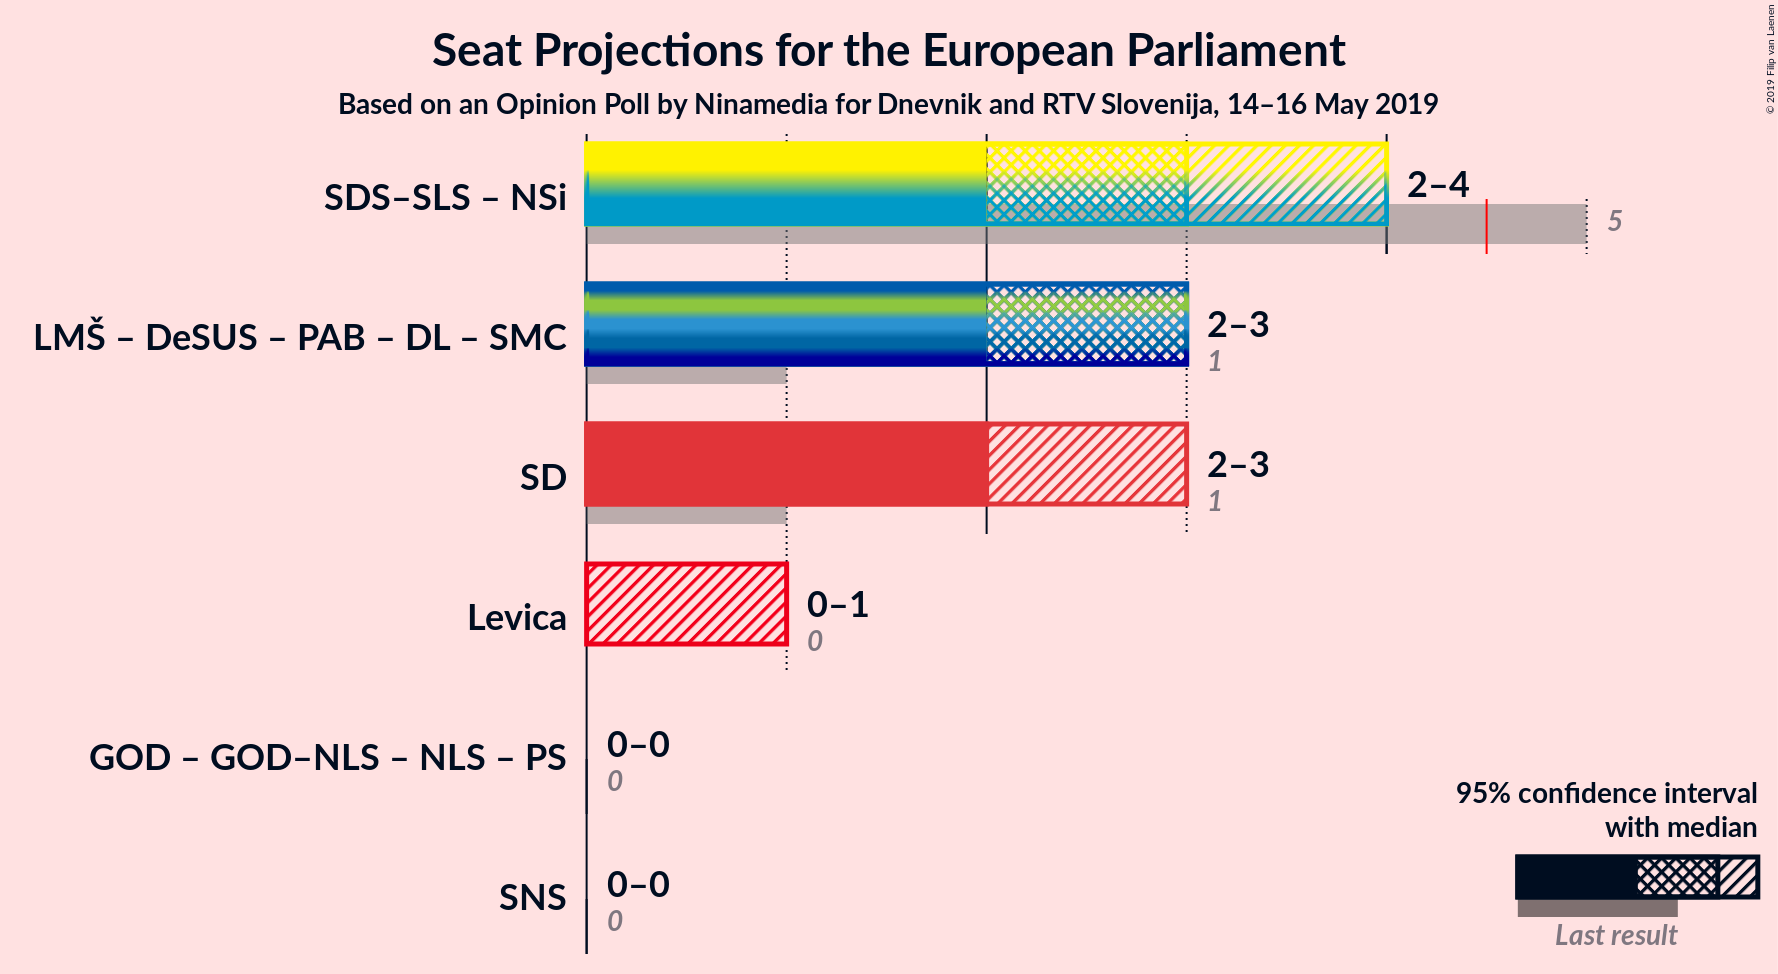 Seat Projections for the European Parliament
Based on an Opinion Poll by Ninamedia for Dnevnik and RTV Slovenija, 14–16 May 2019
© 2019 Filip van Laenen
SDS–SLS – NSi
2–4
5
LMŠ – DeSUS – PAB – DL – SMC
2–3
1
SD
2–3
1
Levica
0–1
0
GOD – GOD–NLS – NLS – PS
0–0
0
SNS
0–0
0
95% confidence interval
with median
Last result